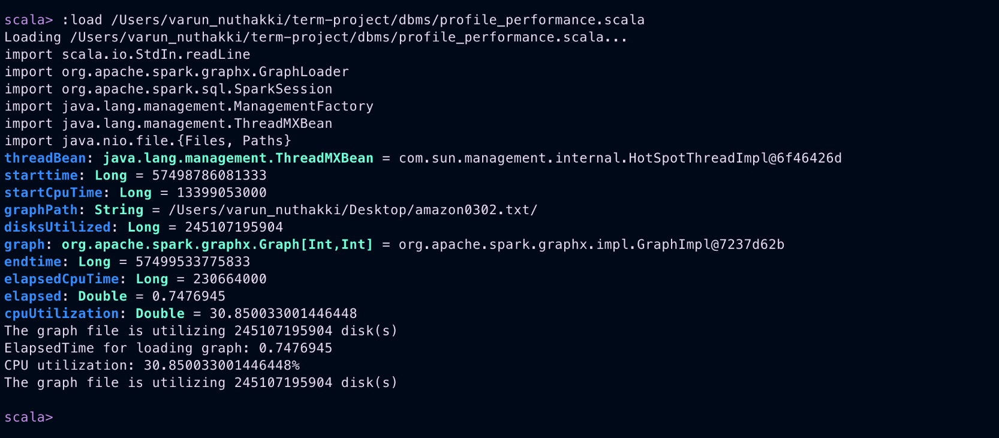 scala> :load /Users/varun_nuthakki/term-project/dbms/profile_performance.scala
Loading /Users/varun_nuthakki/term-project/dbms/profile_performance.scala...
import scala.io.StdIn.readLine
import org.apache.spark.graphx.GraphLoader
import org.apache.spark.sql.SparkSession
import java.lang.management.ManagementFactory
import java.lang.management.ThreadMXBean
import java.nio.file.{Files, Paths}
threadBean: java.lang.management.ThreadMXBean = com.sun.management.internal.HotSpotThreadImpl@6f46426d
starttime: Long = 57498786081333
startCpuTime: Long = 13399053000
graphPath: String = /Users/varun_nuthakki/Desktop/amazon0302.txt/
disksUtilized: Long = 245107195904
graph: org.apache.spark.graphx.Graph[Int,Int] = org.apache.spark.graphx.impl.GraphImpl@7237d62b
endtime: Long = 57499533775833
elapsedCpuTime: Long = 230664000
elapsed: Double = 0.7476945
cpuUtilization: Double = 30.850033001446448
The graph file is utilizing 245107195904 disk(s)
ElapsedTime for loading graph: 0.7476945
CPU utilization: 30.850033001446448%
The graph file is utilizing 245107195904 disk(s)
scala>